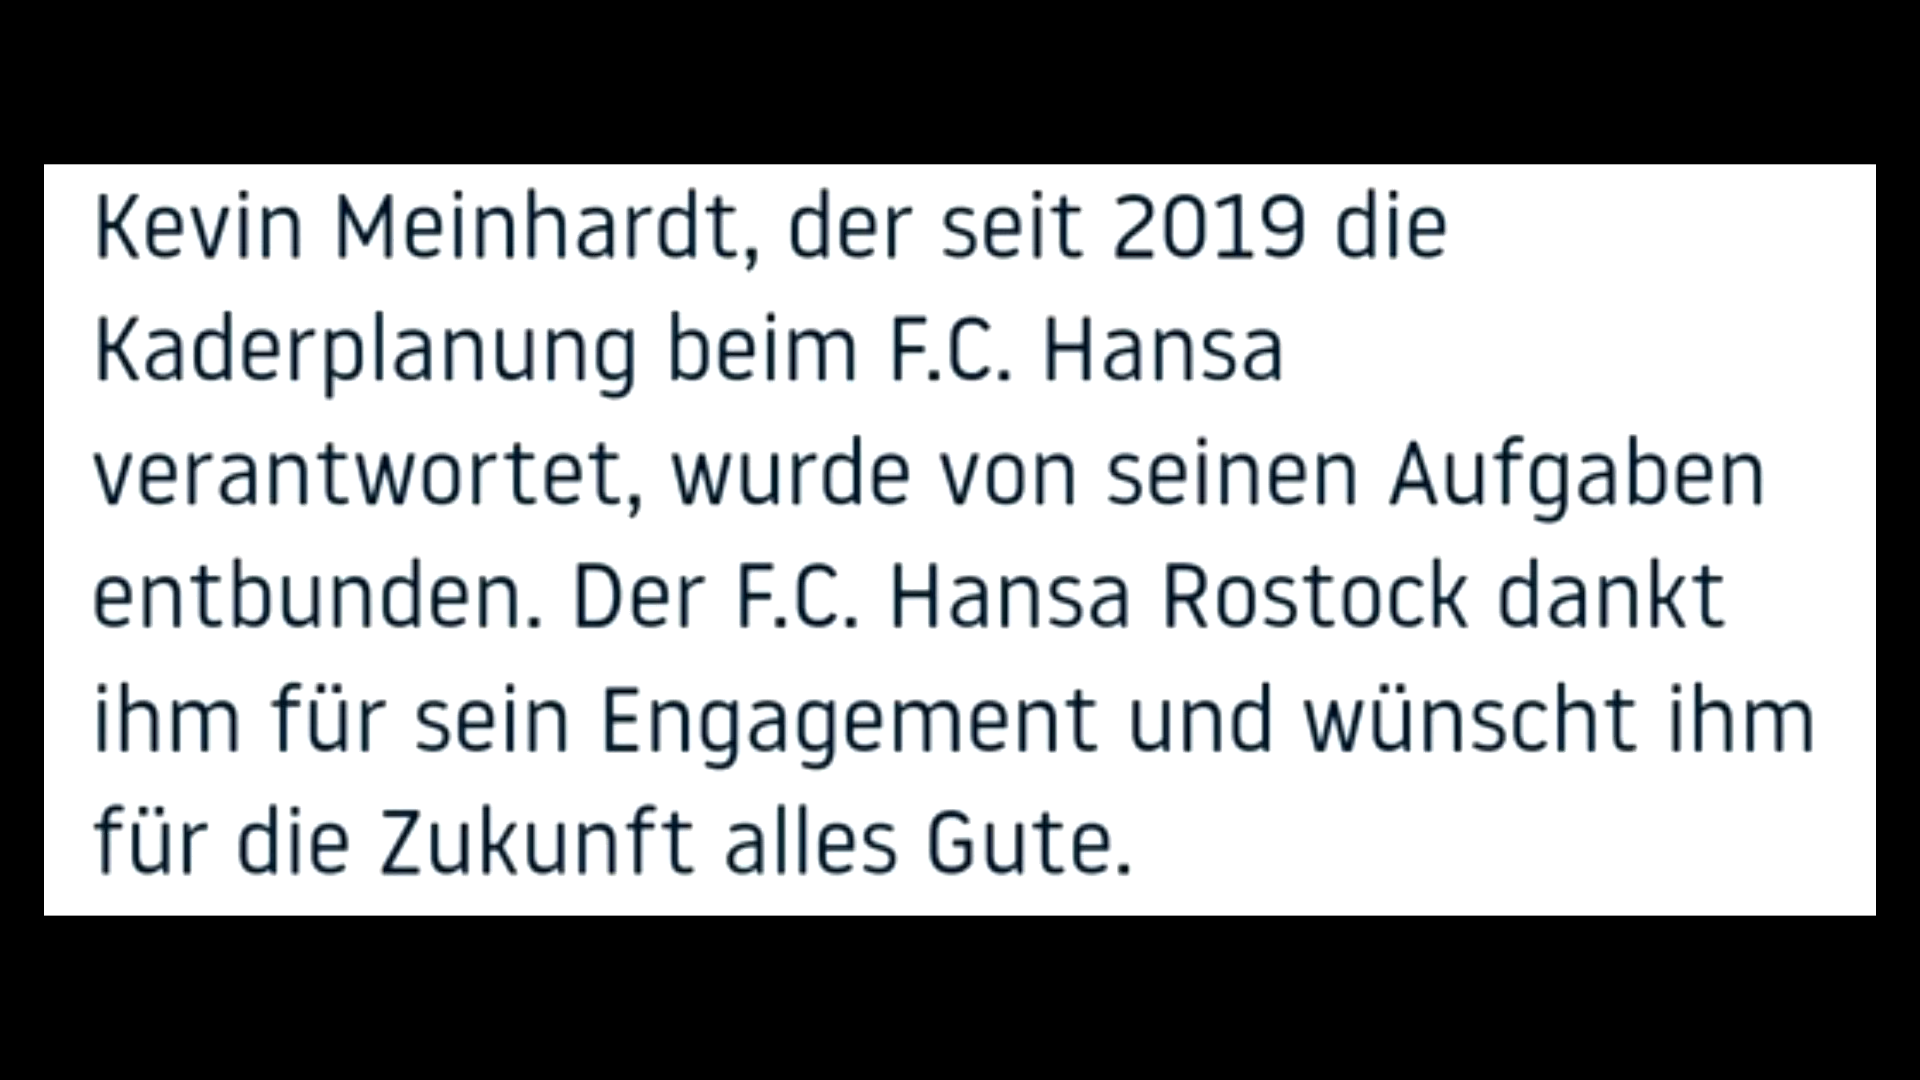 Kevin Meinhardt, der seit 2019 die
Kaderplanung beim F.C. Hansa
verantwortet, wurde von seinen Aufgaben
entbunden. Der F.C. Hansa Rostock dankt
ihm für sein Engagement und wünscht ihm
für die Zukunft alles Gute.